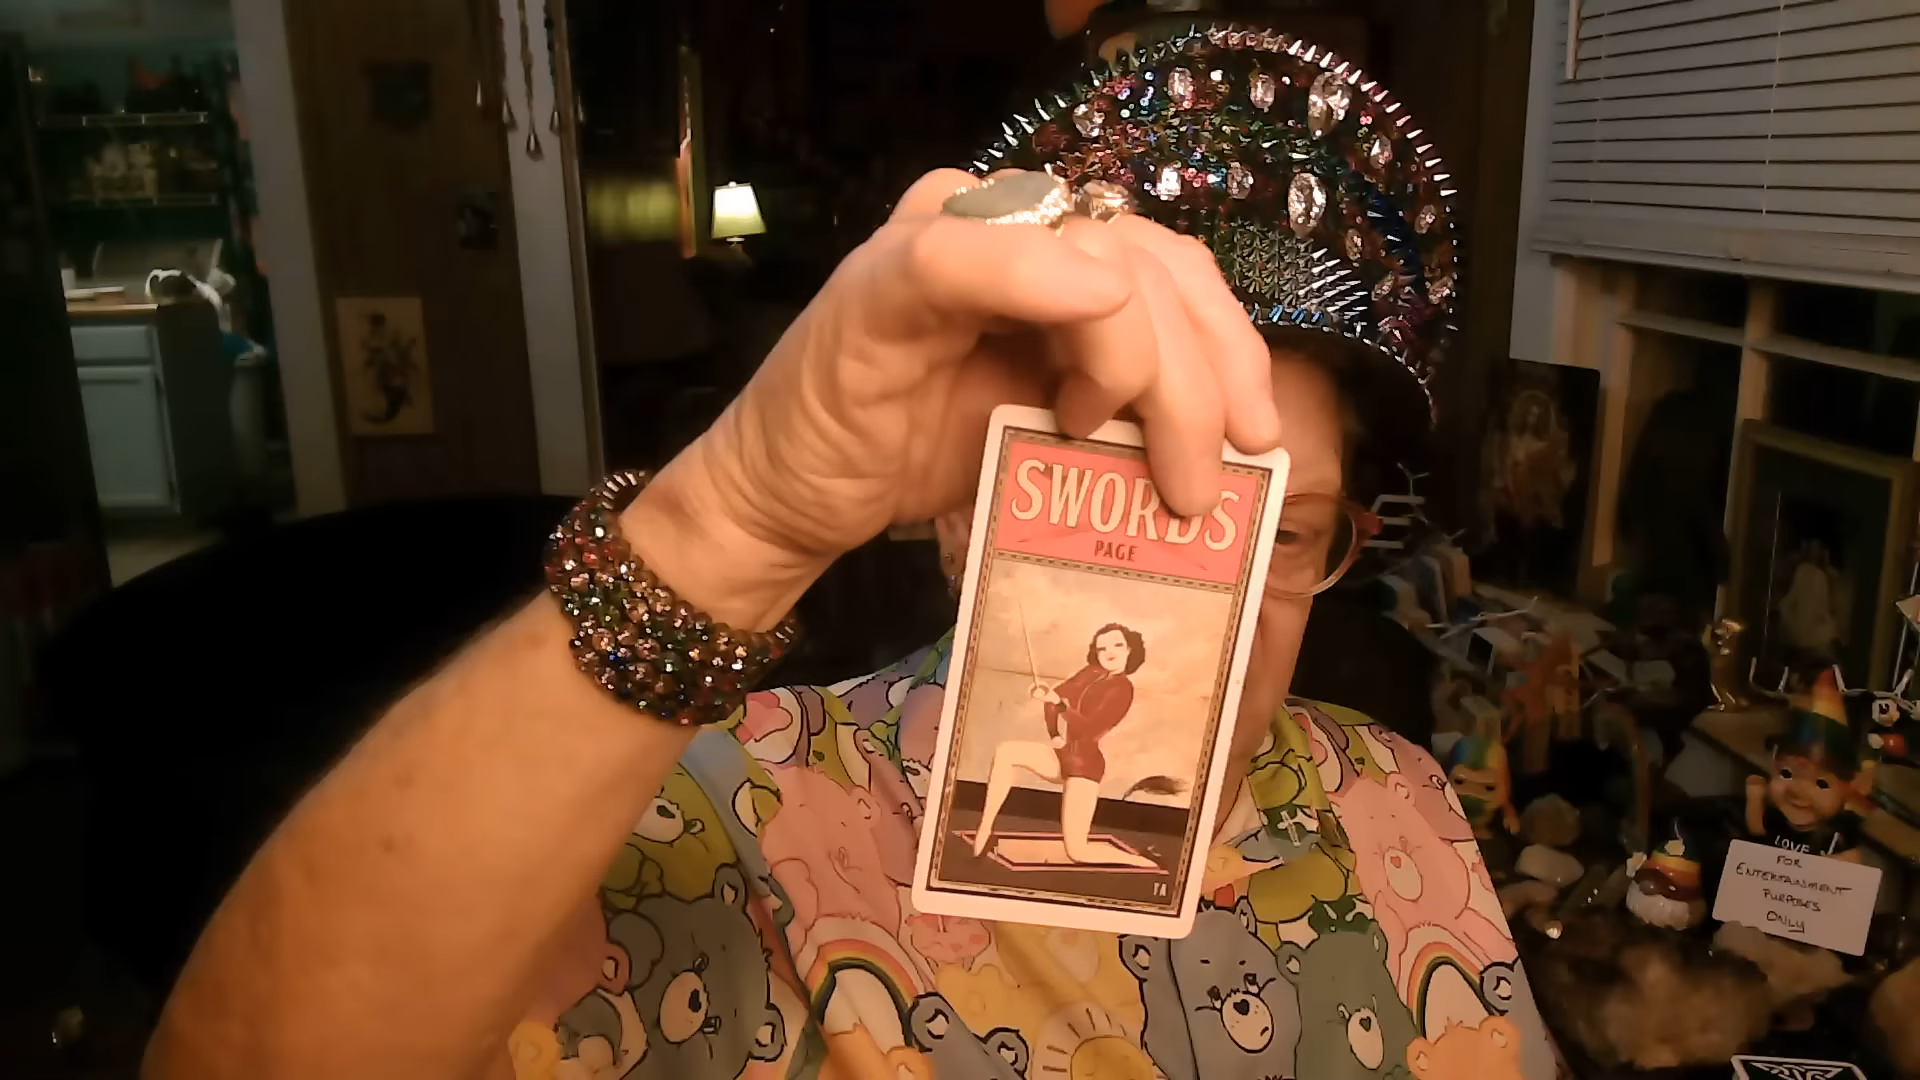 SWORDS
PAGE
LOVE
FOR
ENTERTAINMENT
PURPOSES
ONLY